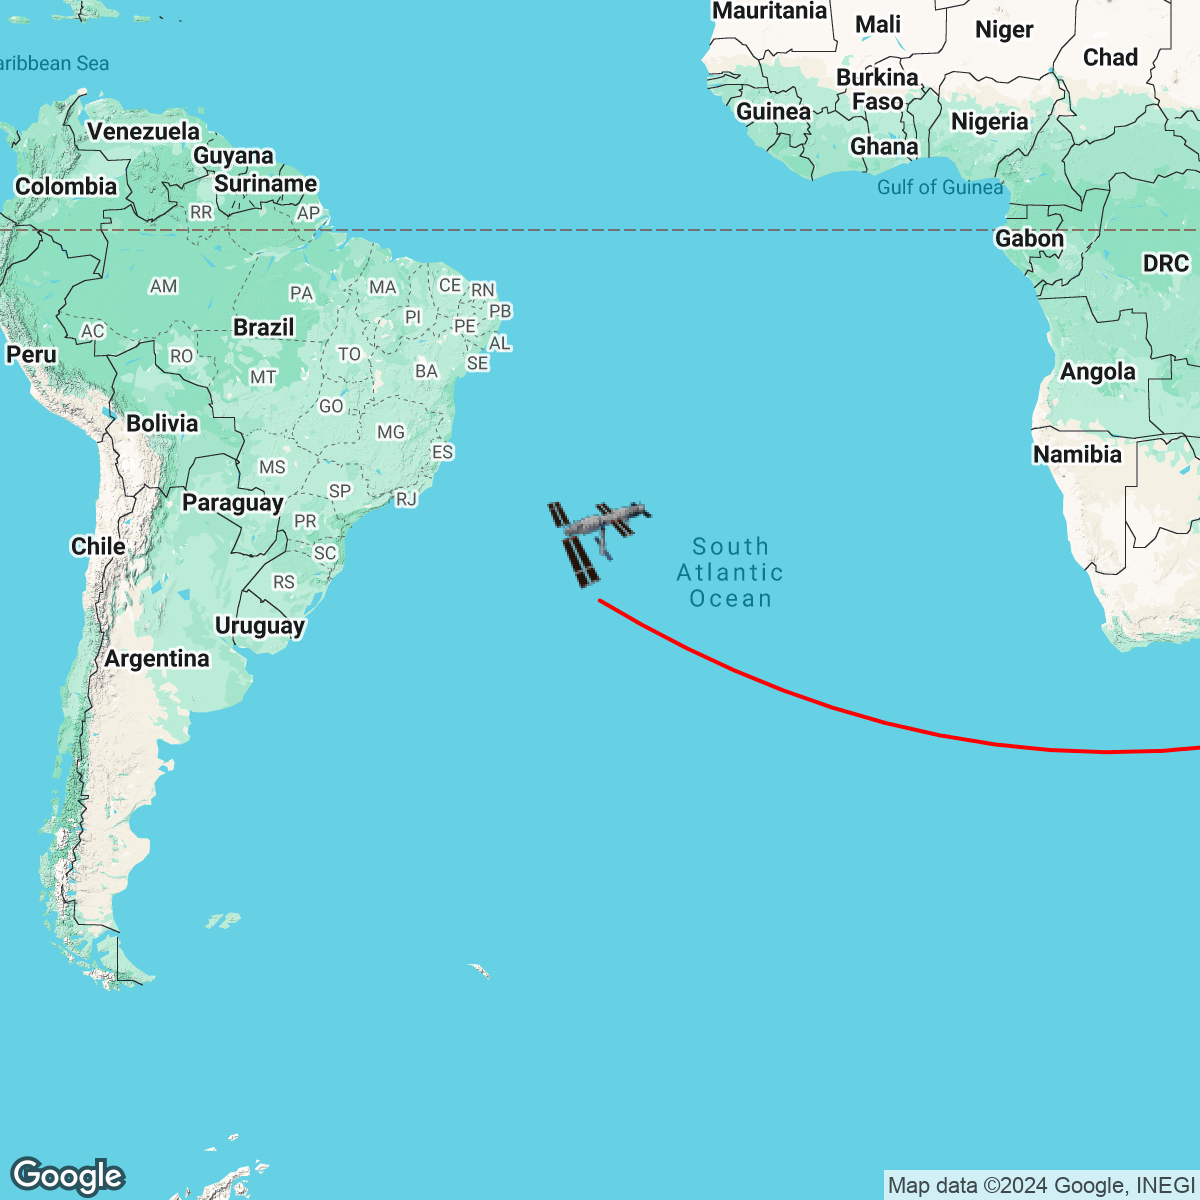 Mauritania
Mali
Niger
Chad
aribbean Sea
Burkina
Faso
Guinea
Nigeria
Ghana
Venezuela
Guyana
Suriname
Colombia
Gulf of Guinea
RR
AP
Gabon
DRC
AM
PA
MA
CE
RN
PI
PB
PE
AC
Brazil
AL
Peru
RO
TO
SE
MT
BA
Angola
GO
Bolivia
MG
ES
Namibia
MS
SP
RJ
Paraguay
PR
Chile
SC
South
Atlantic
Ocean
RS
Uruguay
Argentina
Google
Map data ©2024 Google, INEGI